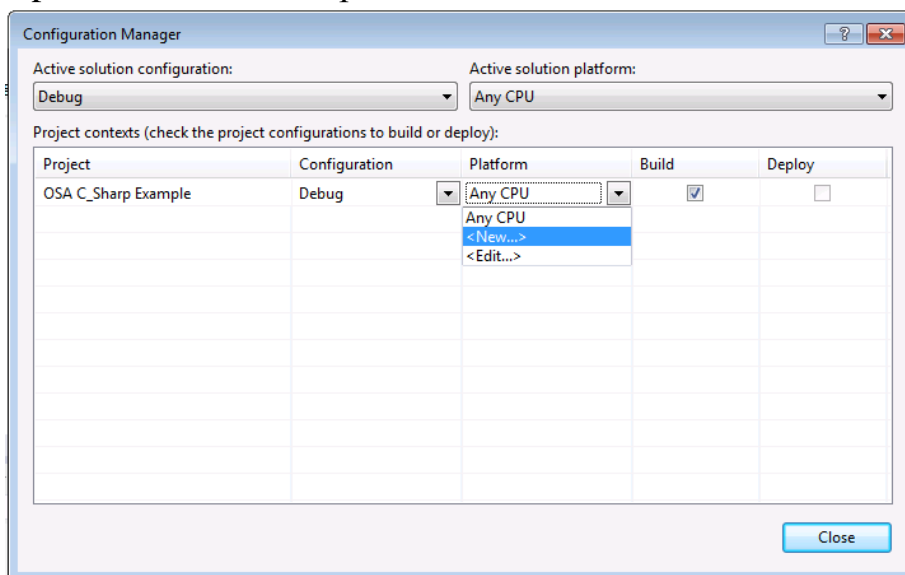 Configuration Manager
Active solution configuration: Active solution platform:
Debug Any CPU
Project contexts (check the project configurations to build or deploy):
Project Configuration Platform Build Deploy
OSA C_Sharp Example Debug Any CPU
Any CPU
<New...>
<Edit...>
Close